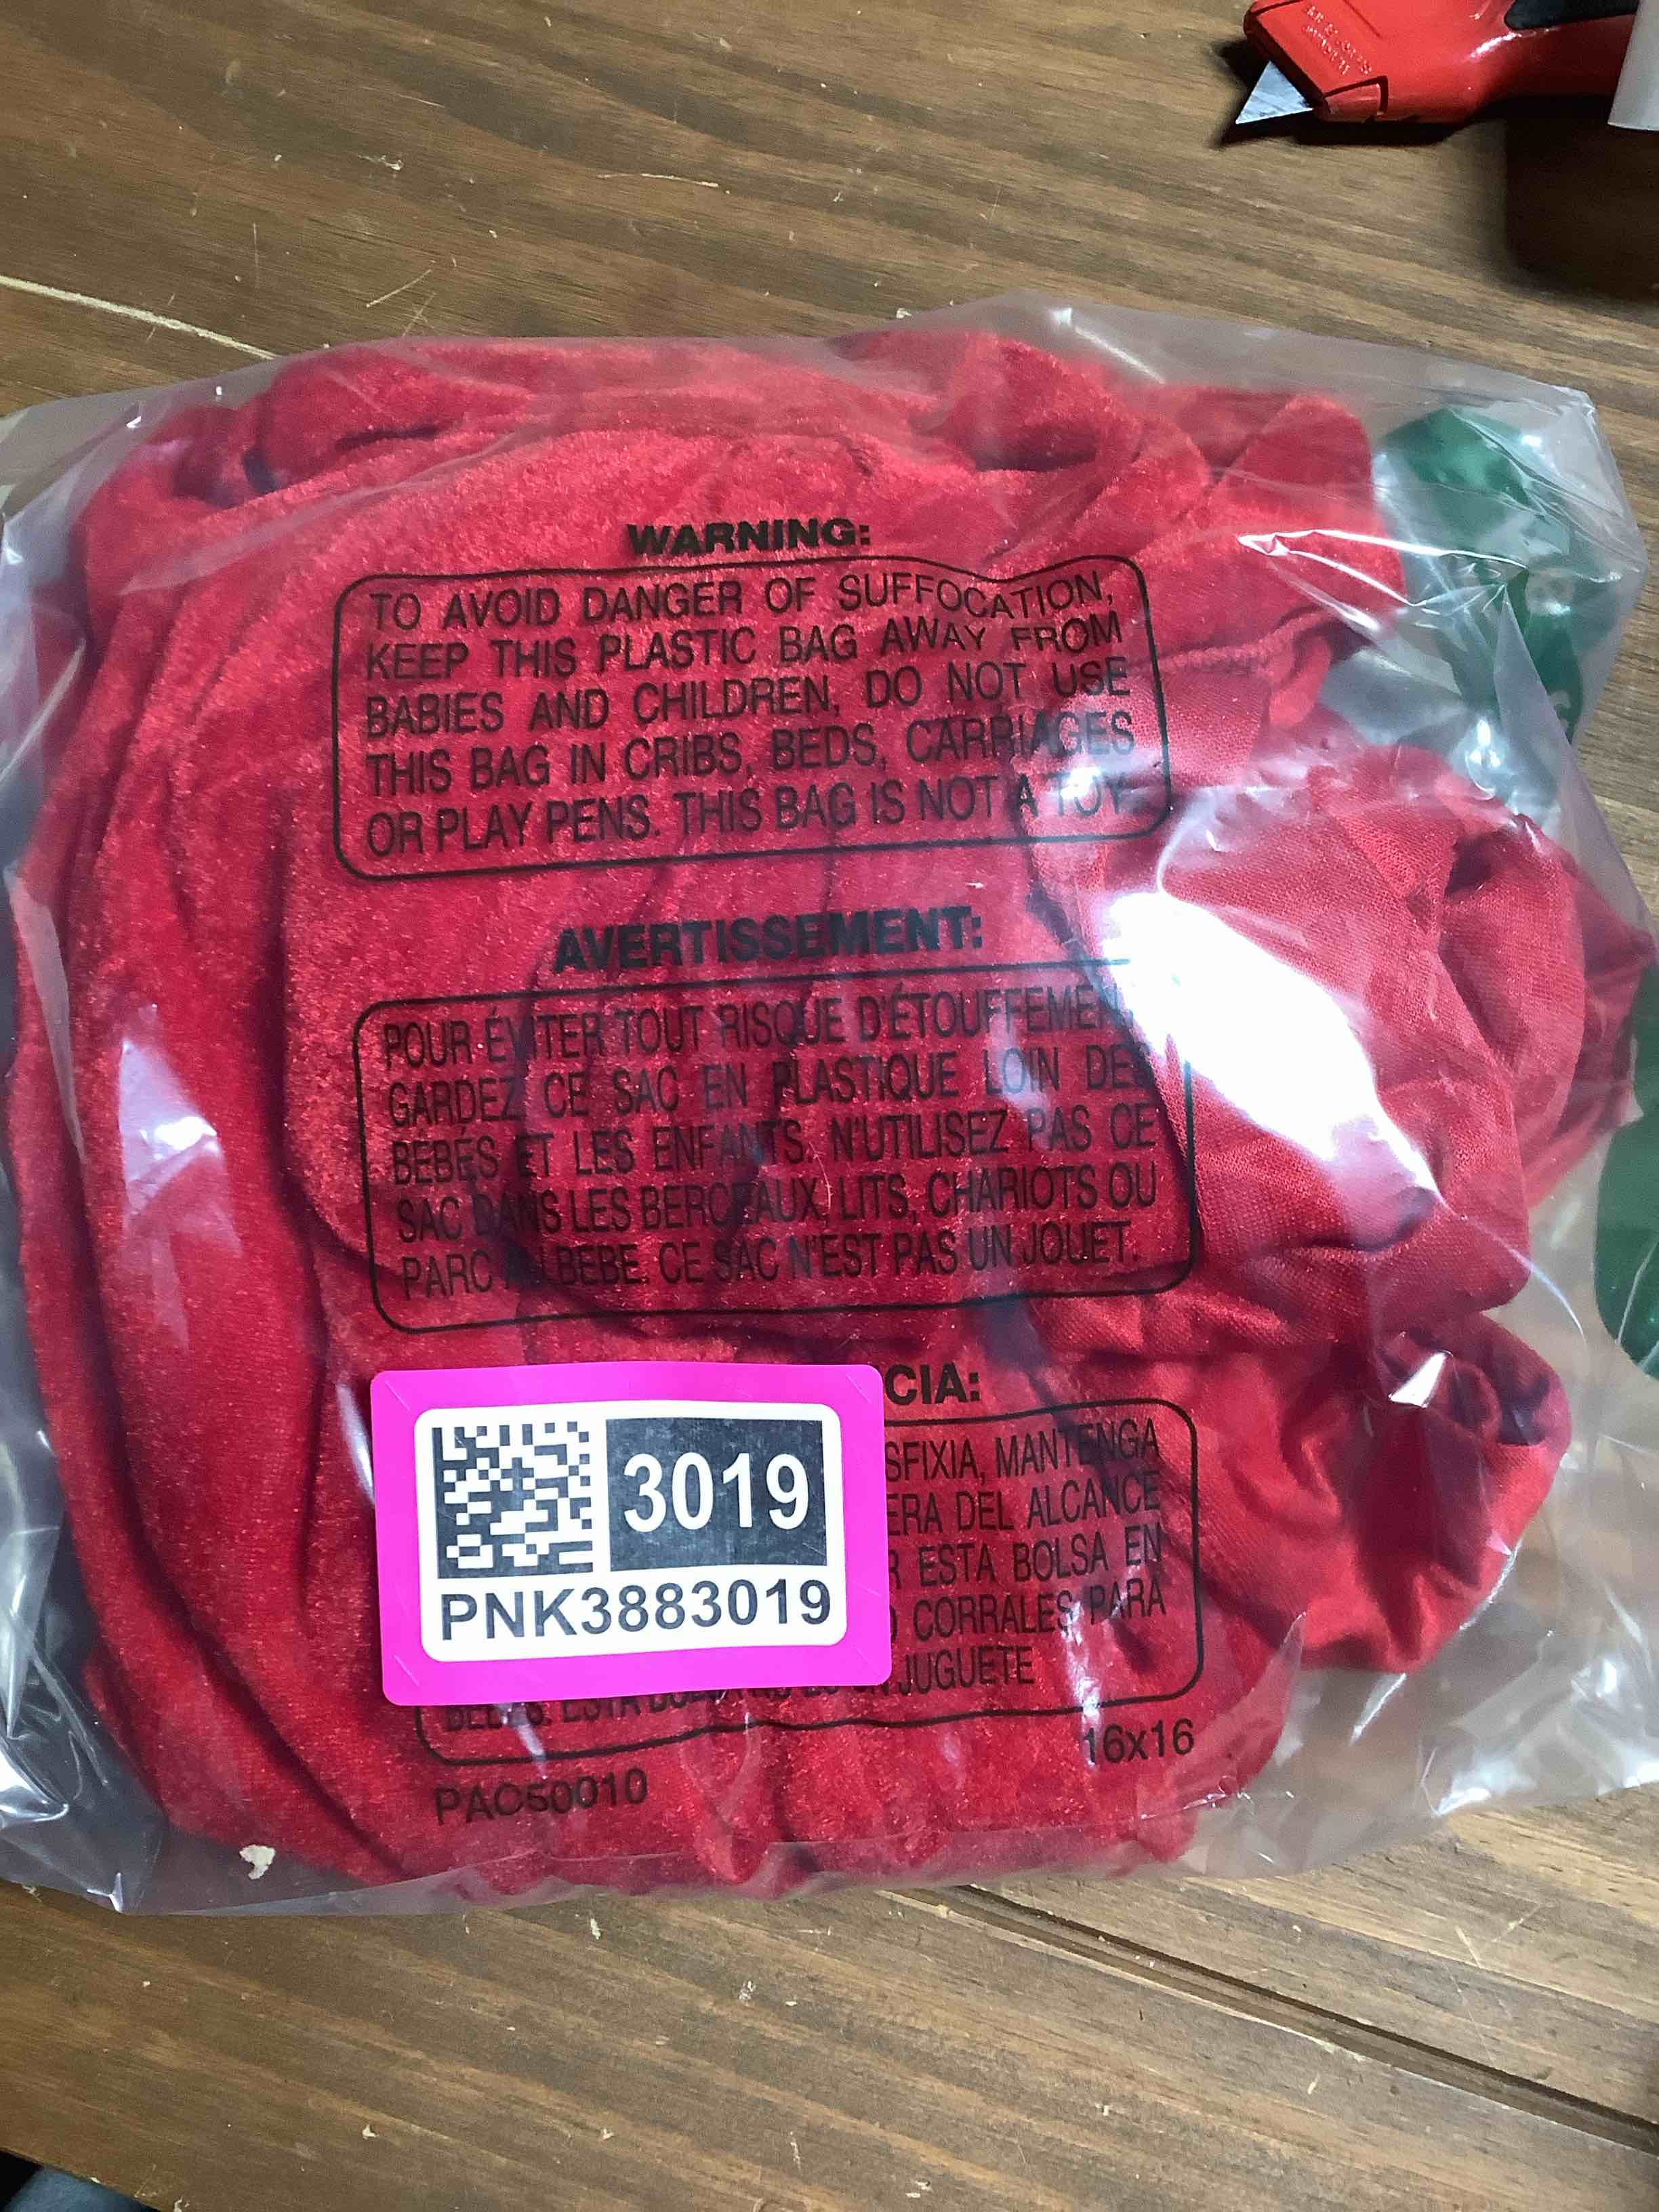 WARNING:
TO AVOID DANGER OF SUFFOCATION,
KEEP THIS PLASTIC BAG AWAY FROM
BABIES AND CHILDREN, DO NOT USE
THIS BAG IN CRIBS, BEDS, CARRIAGES
OR PLAY PENS. THIS BAG IS NOT A TOY.
AVERTISSEMENT:
POUR ÉVITER TOUT RISQUE D'ÉTOUFFEMEN
GARDEZ CE SAC EN PLASTIQUE LOIN DES
BÉBÉS ET LES ENFANTS. N'UTILISEZ PAS CE
SAC DANS LES BERCEAUX, LITS, CHARIOTS OU
PARC BEBE. CE SAC N'EST PAS UN JOUET.
CIA:
SFIXIA, MANTENGA
ERA DEL ALCANCE
R ESTA BOLSA EN
CORRALES PARA
JUGUETE
3019
PNK3883019
16x16
PAC50010